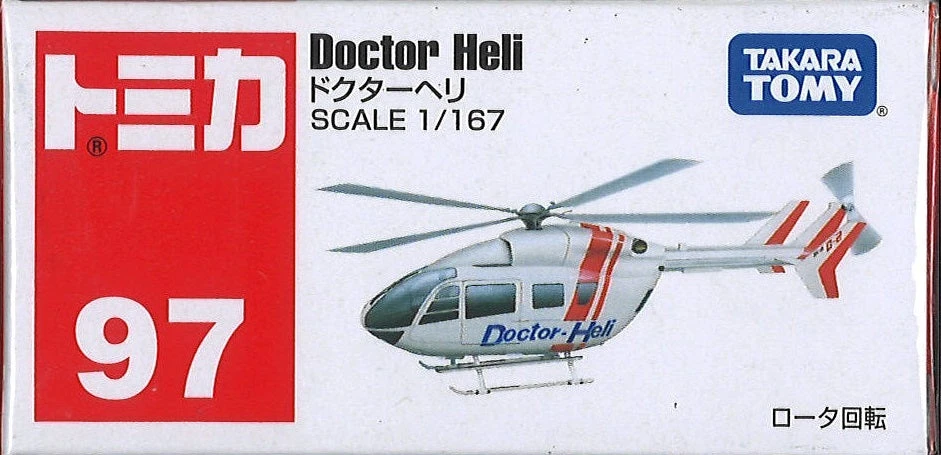 トミカ
®
97
Doctor Heli
ドクターヘリ
SCALE 1/167
TAKARA
TOMY
®
Doctor-Heli
ロータ回転